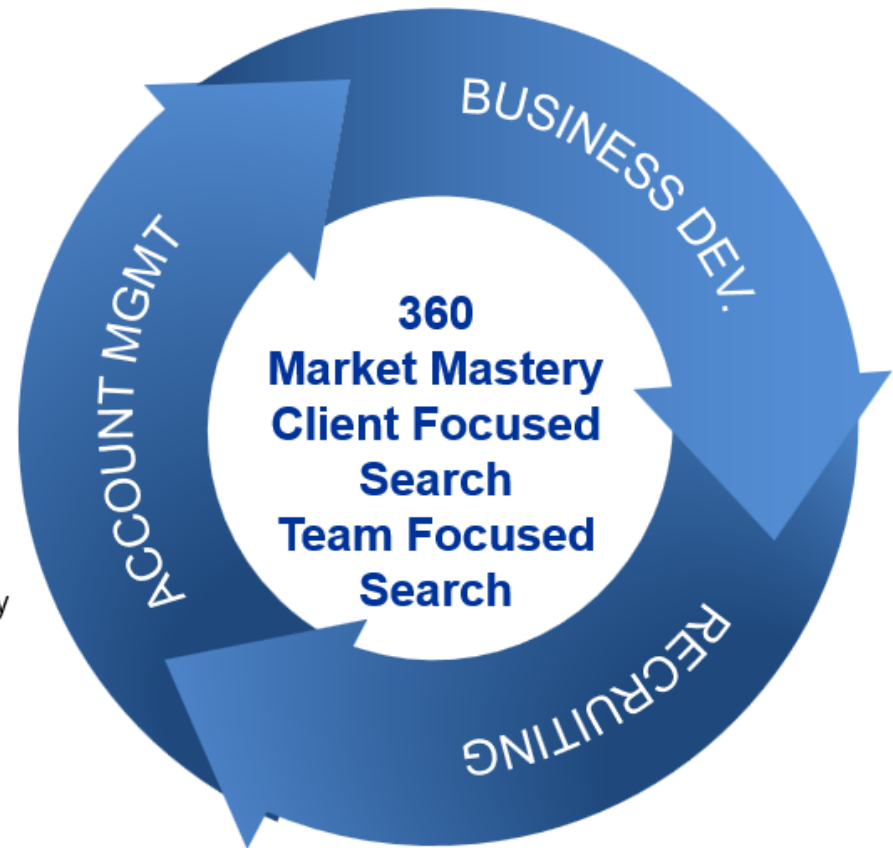 BUSINESS DEV.
RECRUITING
ACCOUNT MGMT
360
Market Mastery
Client Focused
Search
Team Focused
Search
y